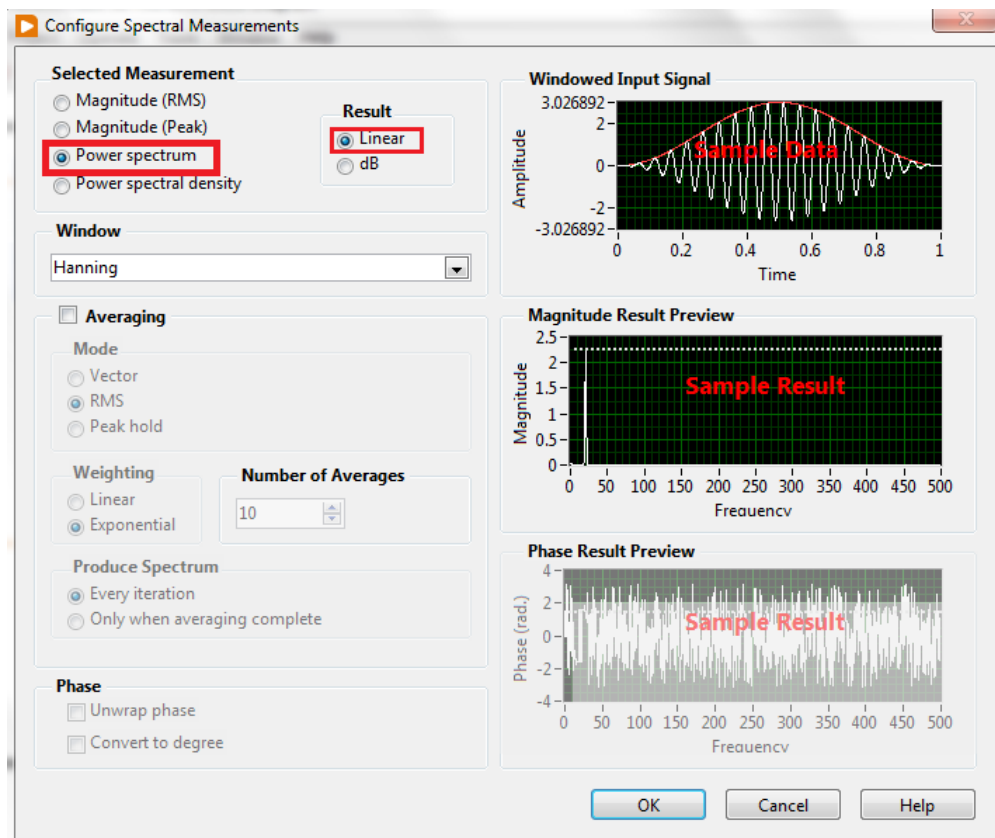 Configure Spectral Measurements
Selected Measurement
Magnitude (RMS)
Magnitude (Peak)
Power spectrum
Power spectral density
Result
Linear
dB
Window
Hanning
Averaging
Mode
Vector
RMS
Peak hold
Weighting
Linear
Exponential
Number of Averages
10
Produce Spectrum
Every iteration
Only when averaging complete
Phase
Unwrap phase
Convert to degree
Windowed Input Signal
3.026892
2
0
-2
-3.026892
Amplitude
Sample Data
0 0.2 0.4 0.6 0.8 1
Time
Magnitude Result Preview
2.5
2
1.5
1
0.5
0
Magnitude
Sample Result
0 50 100 150 200 250 300 350 400 450 500
Frequency
Phase Result Preview
4
2
0
-2
-4
Phase (rad.)
Sample Result
0 50 100 150 200 250 300 350 400 450 500
Frequency
OK Cancel Help